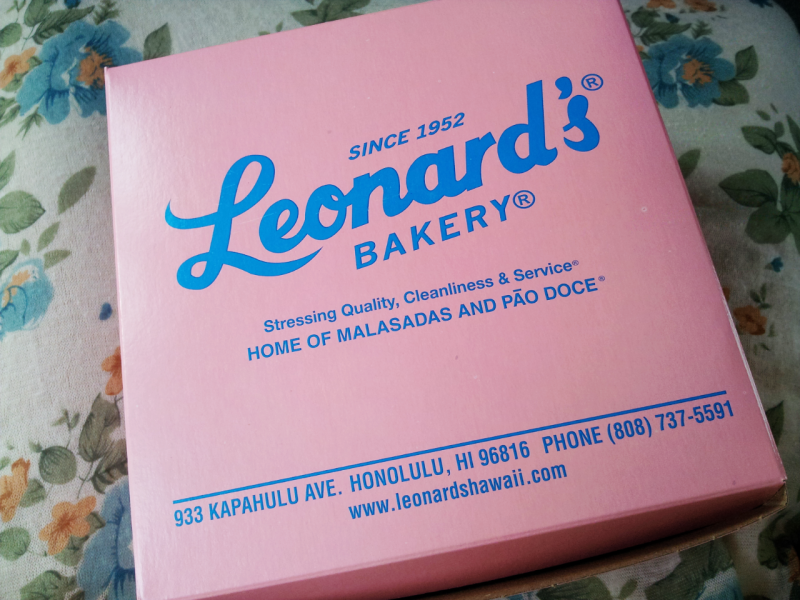 SINCE 1952
Leonard's®
BAKERY®
Stressing Quality, Cleanliness & Service®
HOME OF MALASADAS AND PÃO DOCE®
933 KAPAHULU AVE. HONOLULU, HI 96816 PHONE (808) 737-5591
www.leonardshawaii.com